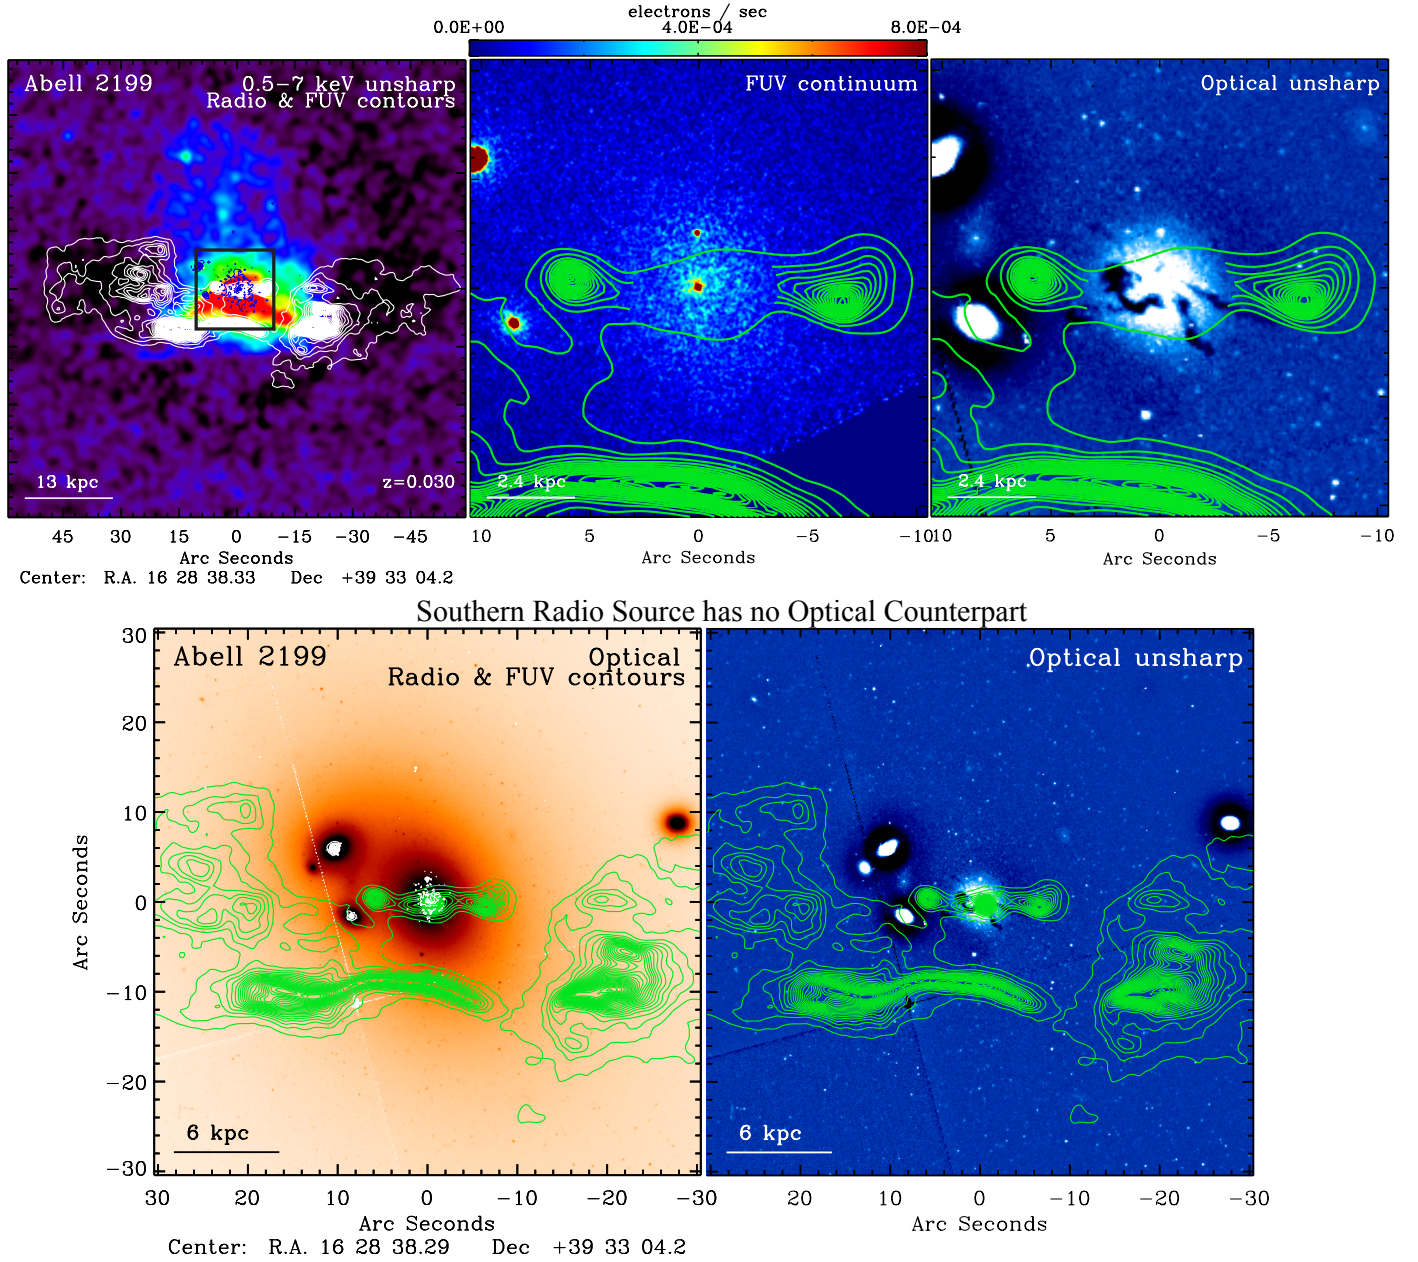 electrons / sec
0.0E+00 4.0E-04 8.0E-04
Abell 2199 0.5-7 keV unsharp
Radio & FUV contours
FUV continuum
Optical unsharp
13 kpc z=0.030
2.4 kpc
2.4 kpc
45 30 15 0 -15 -30 -45
10 5 0 -5 -10
10 5 0 -5 -10
Arc Seconds
Arc Seconds
Arc Seconds
Center: R.A. 16 28 38.33 Dec +39 33 04.2
Southern Radio Source has no Optical Counterpart
Abell 2199 Optical
Radio & FUV contours
Optical unsharp
30
20
10
0
-10
-20
-30
Arc Seconds
6 kpc
6 kpc
30 20 10 0 -10 -20 -30
20 10 0 -10 -20 -30
Arc Seconds
Arc Seconds
Center: R.A. 16 28 38.29 Dec +39 33 04.2